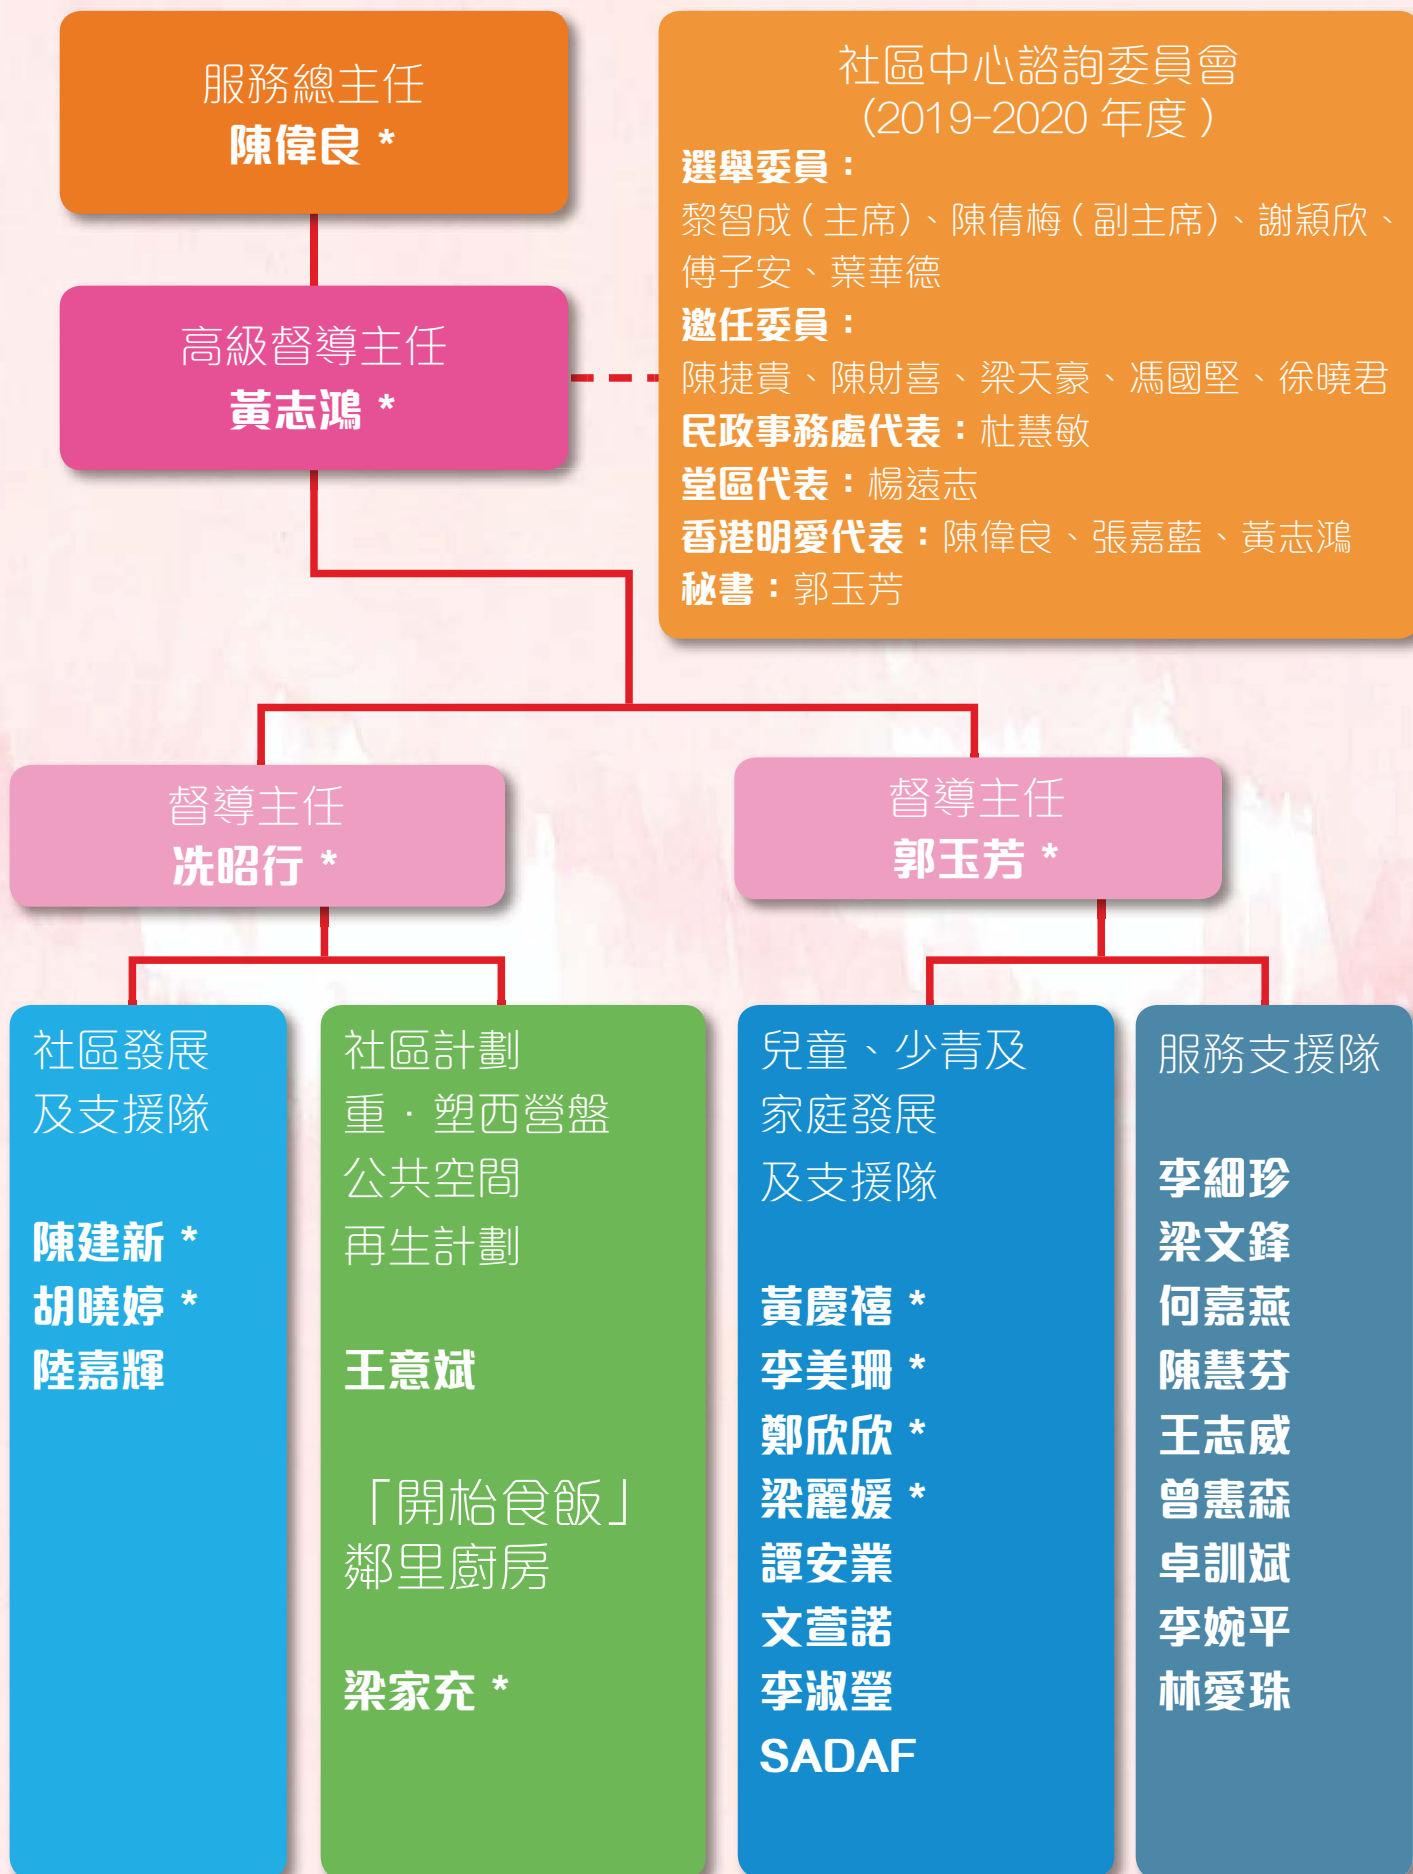 服務總主任
陳偉良 *
高級督導主任
黃志鴻 *
社區中心諮詢委員會
(2019-2020 年度 )
選舉委員：
黎智成 ( 主席)、陳倩梅 ( 副主席)、謝穎欣、
傅子安、葉華德
邀任委員：
陳捷貴、陳財喜、梁天豪、馮國堅、徐曉君
民政事務處代表：杜慧敏
堂區代表：楊遠志
香港明愛代表：陳偉良、張嘉藍、黃志鴻
秘書：郭玉芳
督導主任
冼昭行 *
督導主任
郭玉芳 *
社區發展
及支援隊
陳建新 *
胡曉婷 *
陸嘉輝
社區計劃
重．塑西營盤
公共空間
再生計劃
王意斌
「開枱食飯」
鄰里廚房
梁家充 *
兒童、少青及
家庭發展
及支援隊
黃慶禧 *
李美珊 *
鄭欣欣 *
梁麗媛 *
譚安業
文萱諾
李淑瑩
SADAF
服務支援隊
李細珍
梁文鋒
何嘉燕
陳慧芬
王志威
曾憲森
卓訓斌
李婉平
林愛珠